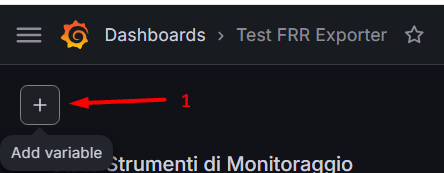 Dashboards › Test FRR Exporter
1
Add variable
Strumenti di Monitoraggio